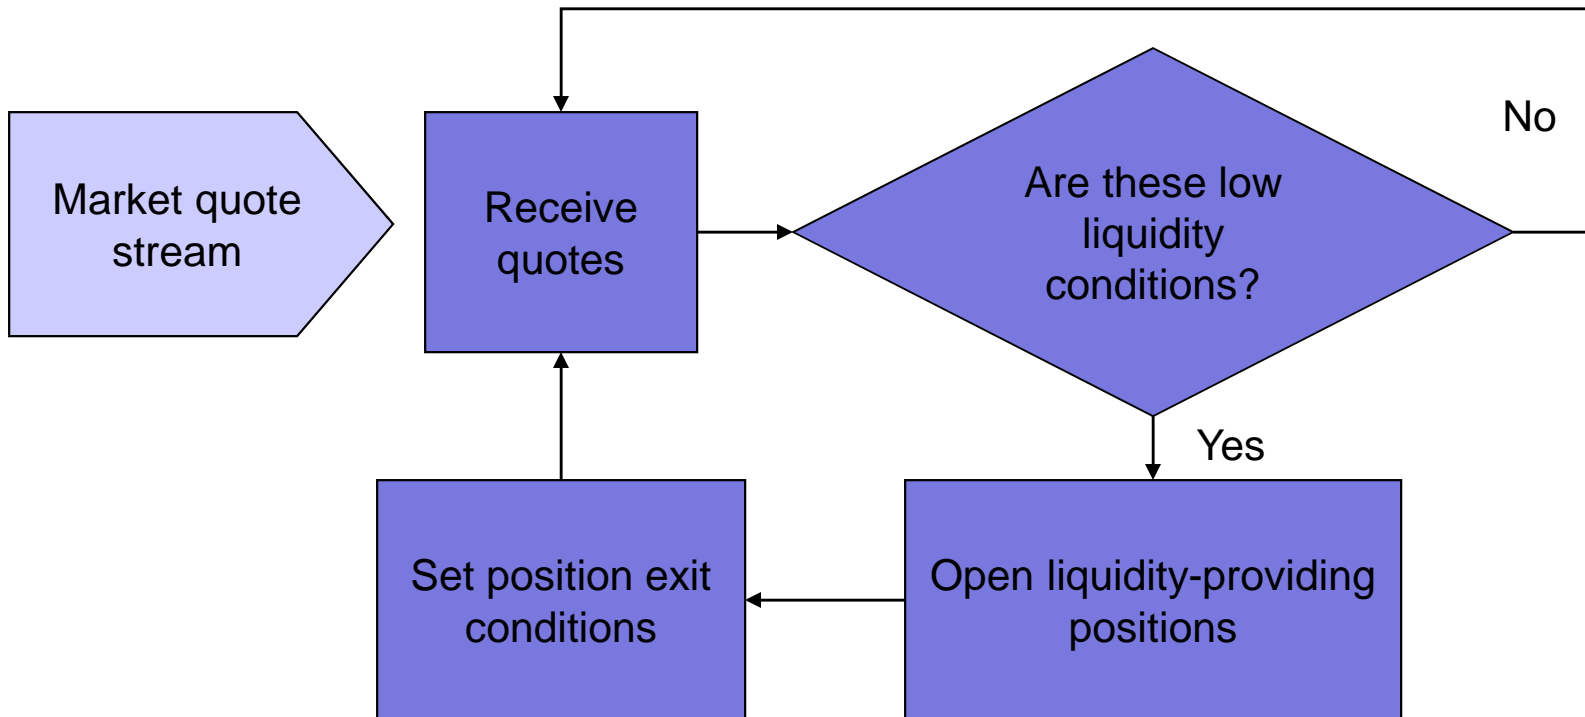 Market quote
stream
Receive
quotes
Are these low
liquidity
conditions?
No
Yes
Set position exit
conditions
Open liquidity-providing
positions